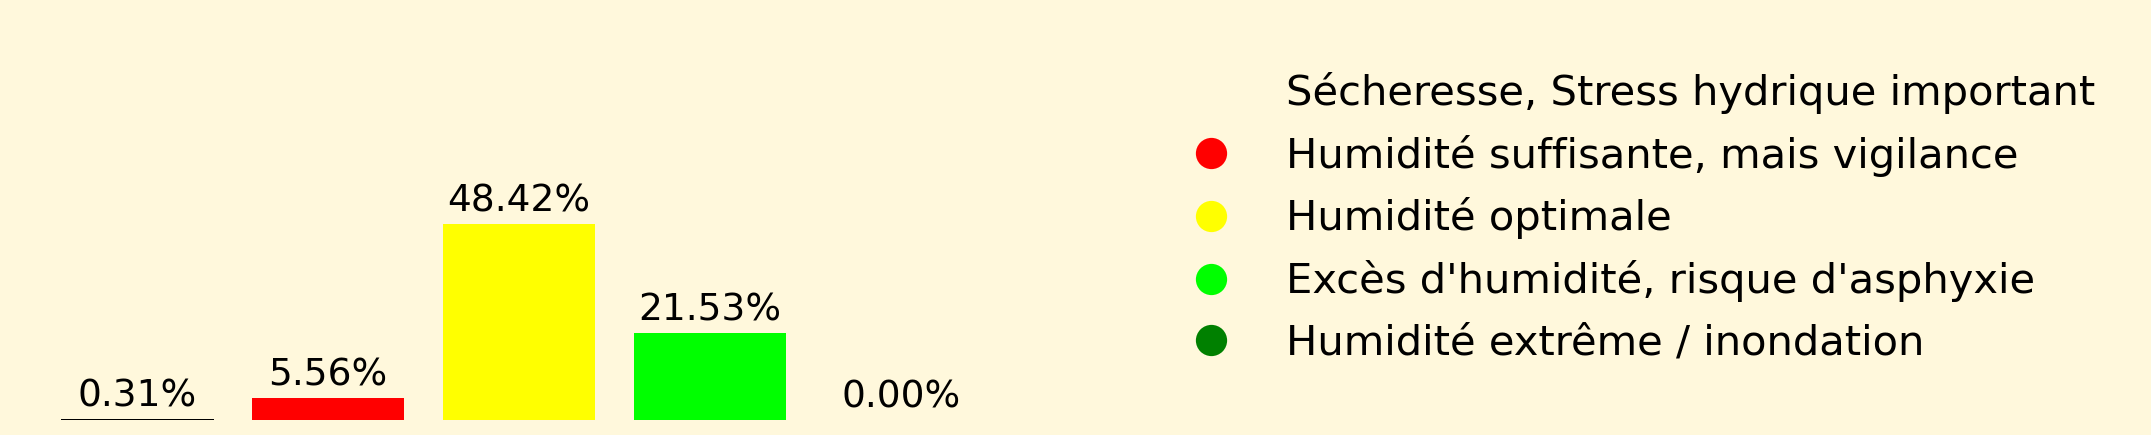 0.31%
5.56%
48.42%
21.53%
0.00%
Sécheresse, Stress hydrique important
Humidité suffisante, mais vigilance
Humidité optimale
Excès d'humidité, risque d'asphyxie
Humidité extrême / inondation